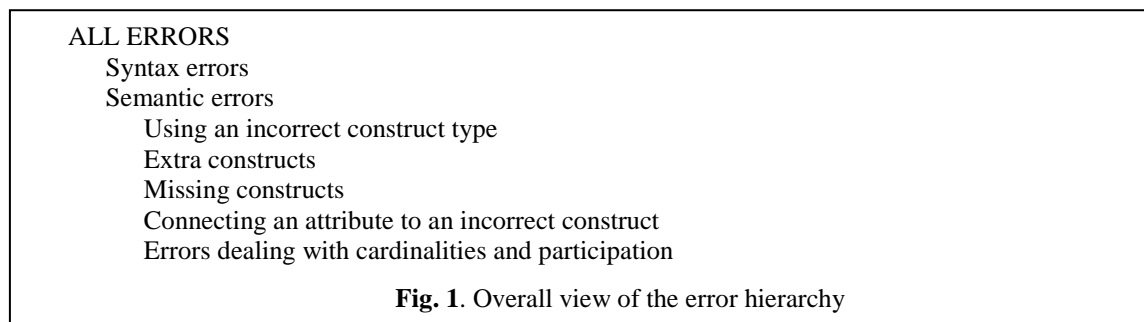 ALL ERRORS
Syntax errors
Semantic errors
Using an incorrect construct type
Extra constructs
Missing constructs
Connecting an attribute to an incorrect construct
Errors dealing with cardinalities and participation
Fig. 1. Overall view of the error hierarchy